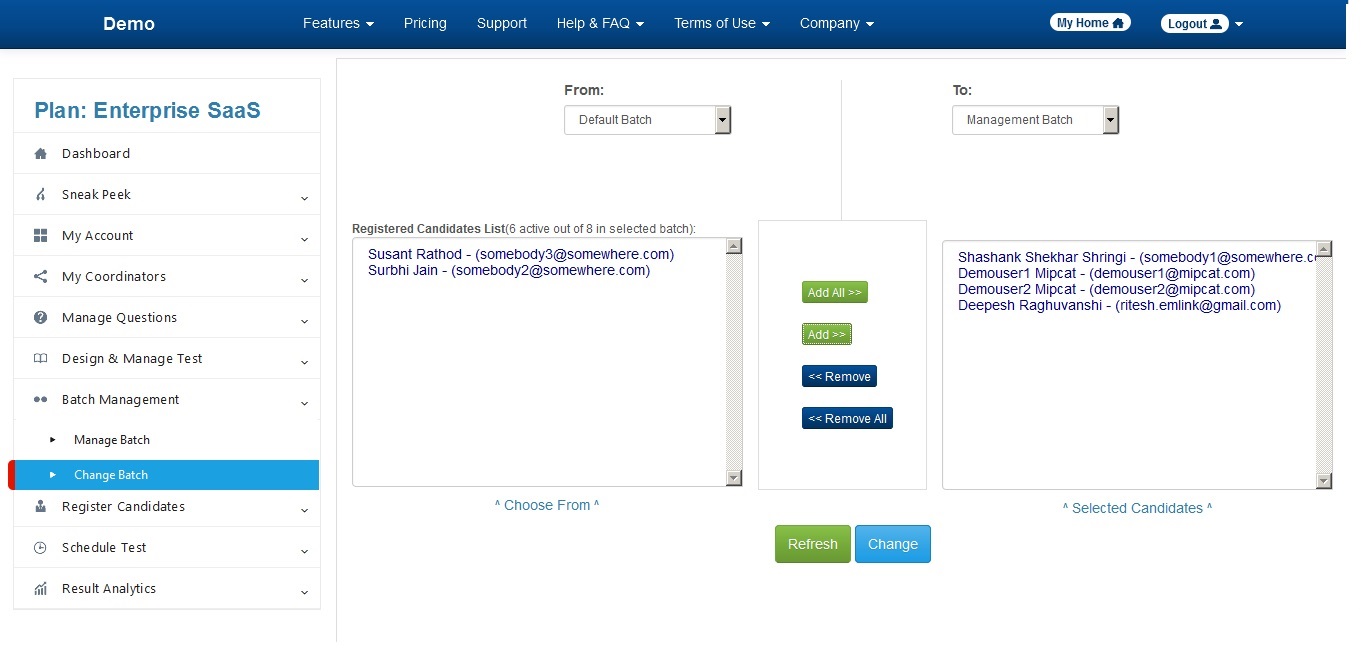 Demo
Features
Pricing
Support
Help & FAQ
Terms of Use
Company
My Home
Logout
Plan: Enterprise SaaS
Dashboard
Sneak Peek
My Account
My Coordinators
Manage Questions
Design & Manage Test
Batch Management
Manage Batch
Change Batch
Register Candidates
Schedule Test
Result Analytics
From:
Default Batch
To:
Management Batch
Registered Candidates List(6 active out of 8 in selected batch):
Susant Rathod - (somebody3@somewhere.com)
Surbhi Jain - (somebody2@somewhere.com)
^ Choose From ^
Add All >>
Add >>
<< Remove
<< Remove All
Shashank Shekhar Shringi - (somebody1@somewhere.c
Demouser1 Mipcat - (demouser1@mipcat.com)
Demouser2 Mipcat - (demouser2@mipcat.com)
Deepesh Raghuvanshi - (ritesh.emlink@gmail.com)
^ Selected Candidates ^
Refresh
Change